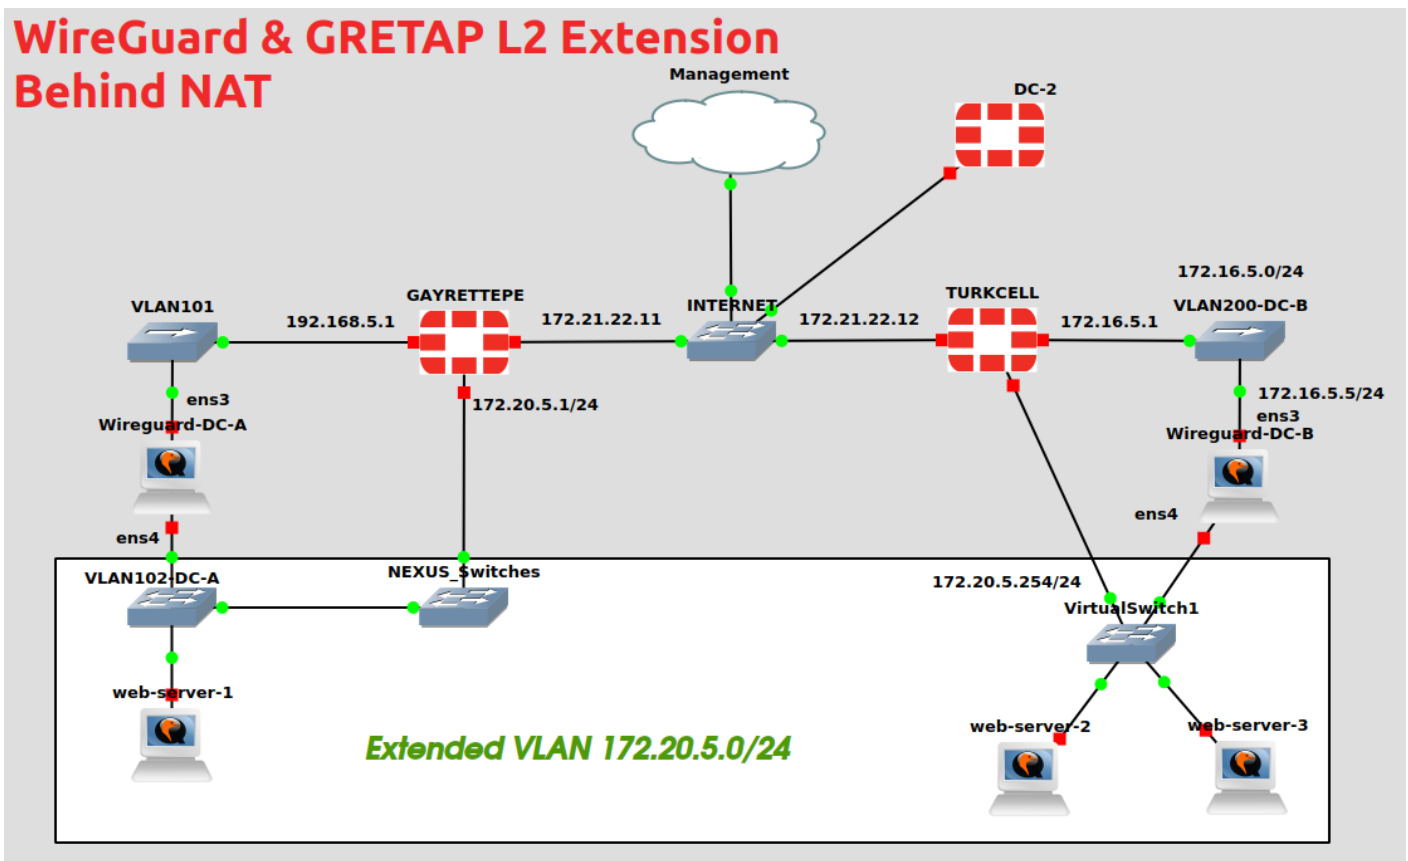 WireGuard & GRETAP L2 Extension
Behind NAT
Management
DC-2
172.16.5.0/24
VLAN101
GAYRETTEPE
INTERNET
TURKCELL
VLAN200-DC-B
192.168.5.1
172.21.22.11
172.21.22.12
172.16.5.1
ens3
172.20.5.1/24
172.16.5.5/24
ens3
Wireguard-DC-A
Wireguard-DC-B
ens4
ens4
VLAN102-DC-A
NEXUS_Switches
172.20.5.254/24
VirtualSwitch1
web-server-1
web-server-2
web-server-3
Extended VLAN 172.20.5.0/24